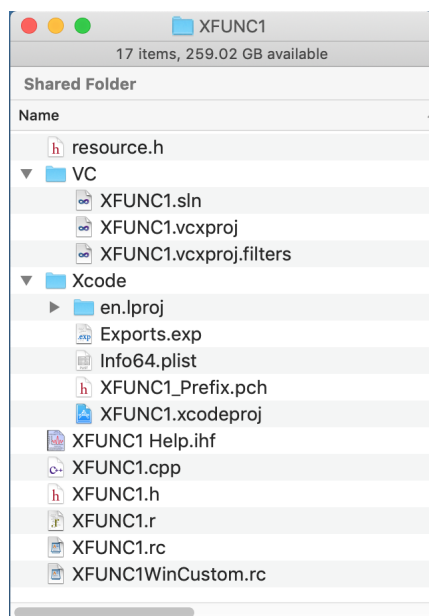 XFUNC1
17 items, 259.02 GB available
Shared Folder
Name
resource.h
VC
XFUNC1.sln
XFUNC1.vcxproj
XFUNC1.vcxproj.filters
Xcode
en.lproj
Exports.exp
Info64.plist
XFUNC1_Prefix.pch
XFUNC1.xcodeproj
XFUNC1 Help.ihf
XFUNC1.cpp
XFUNC1.h
XFUNC1.r
XFUNC1.rc
XFUNC1WinCustom.rc